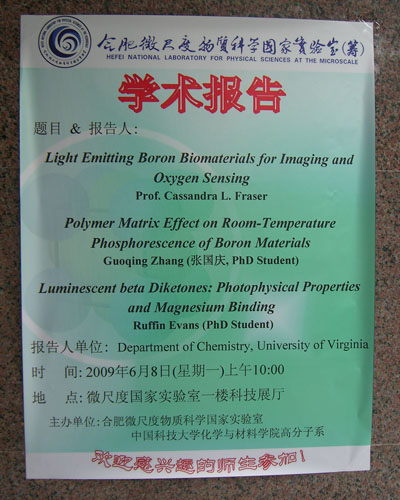 合肥微尺度物质科学国家实验室(筹)
HEFEI NATIONAL LABORATORY FOR PHYSICAL SCIENCES AT THE MICROSCALE
学术报告
题目 & 报告人:
Light Emitting Boron Biomaterials for Imaging and
Oxygen Sensing
Prof. Cassandra L. Fraser
Polymer Matrix Effect on Room-Temperature
Phosphorescence of Boron Materials
Guoqing Zhang (张国庆, PhD Student)
Luminescent beta Diketones: Photophysical Properties
and Magnesium Binding
Ruffin Evans (PhD Student)
报告人单位: Department of Chemistry, University of Virginia
时 间: 2009年6月8日(星期一)上午10:00
地 点: 微尺度国家实验室一楼科技展厅
主办单位: 合肥微尺度物质科学国家实验室
中国科技大学化学与材料学院高分子系
欢迎感兴趣的师生参加!